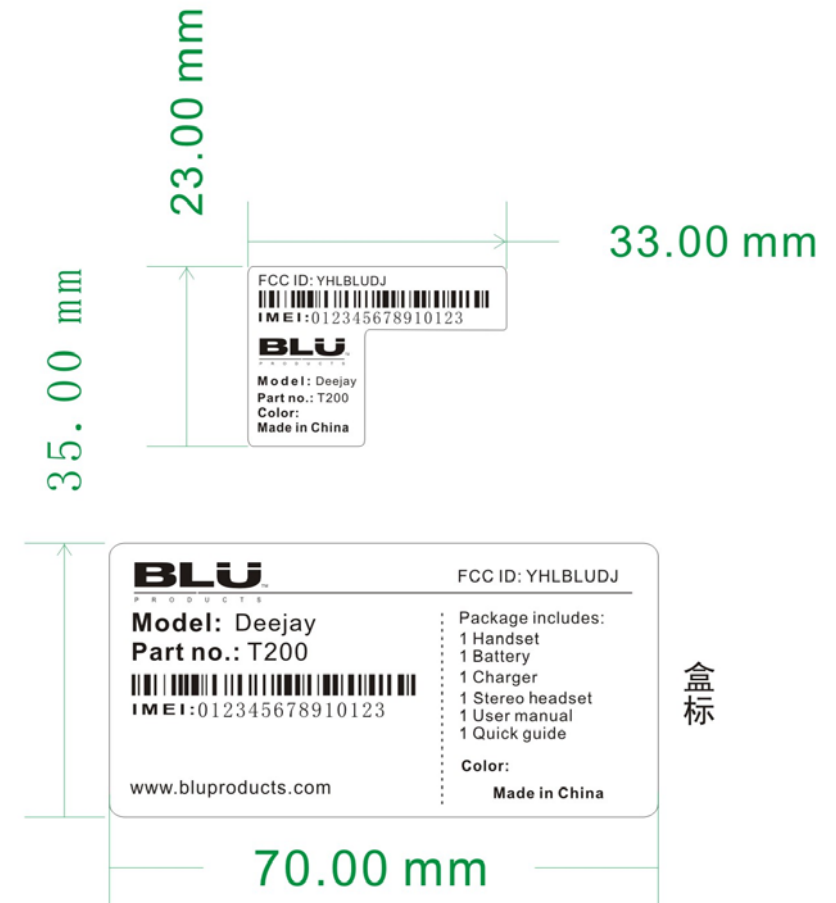 23.00 mm
33.00 mm
35.00 mm
FCC ID: YHLBLUDJ
IMEI:012345678910123
BLU™
PRODUCTS
Model: Deejay
Part no.: T200
Color:
Made in China
BLU™
PRODUCTS
FCC ID: YHLBLUDJ
Model: Deejay
Part no.: T200
IMEI:012345678910123
www.bluproducts.com
Package includes:
1 Handset
1 Battery
1 Charger
1 Stereo headset
1 User manual
1 Quick guide
Color:
Made in China
盒标
70.00 mm